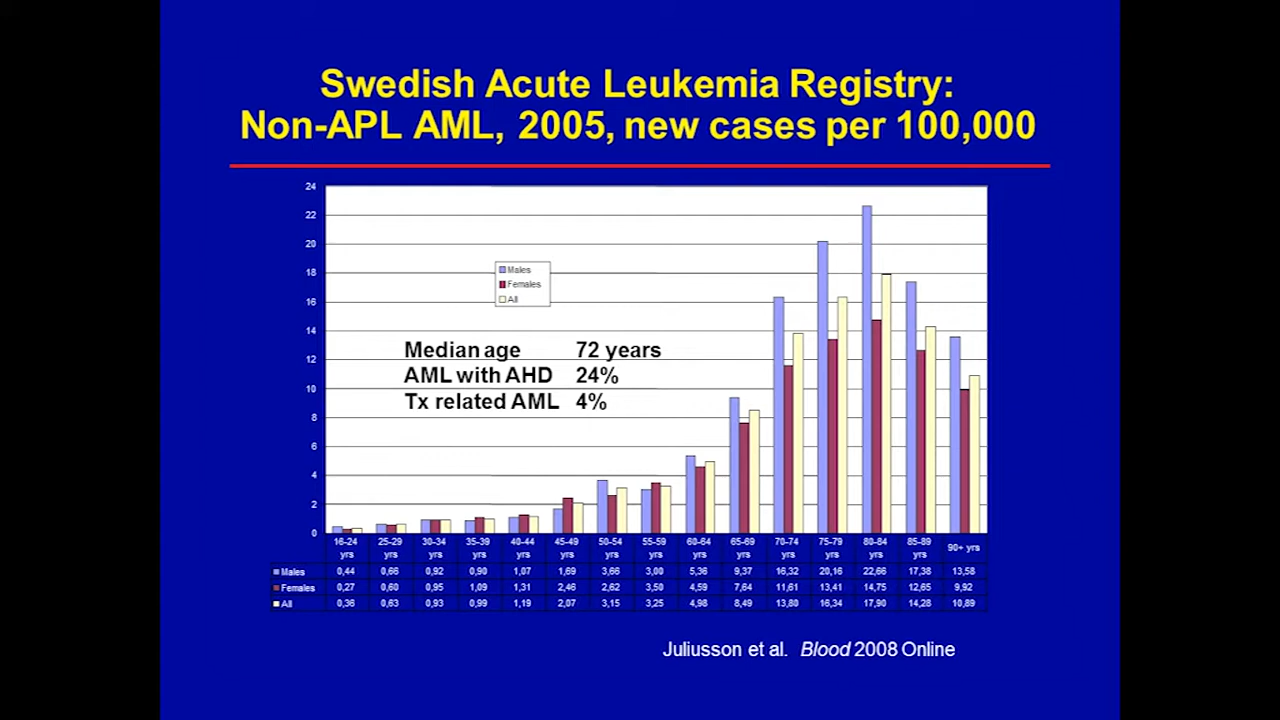 Swedish Acute Leukemia Registry:
Non-APL AML, 2005, new cases per 100,000
24
22
20
18
16
14
12
10
8
6
4
2
0
Males
Females
All
Median age 72 years
AML with AHD 24%
Tx related AML 4%
16-24 25-29 30-34 35-39 40-44 45-49 50-54 55-59 60-64 65-69 70-74 75-79 80-84 85-89 90+ yrs
yrs yrs yrs yrs yrs yrs yrs yrs yrs yrs yrs yrs yrs yrs
Males 0,44 0,66 0,92 0,90 1,07 1,69 3,66 3,00 5,36 9,37 16,32 20,16 22,66 17,38 13,58
Females 0,27 0,60 0,95 1,09 1,31 2,46 2,62 3,50 4,59 7,64 11,61 13,41 14,75 12,65 9,92
All 0,36 0,63 0,93 0,99 1,19 2,07 3,15 3,25 4,98 8,49 13,80 16,34 17,90 14,28 10,89
Juliusson et al. Blood 2008 Online